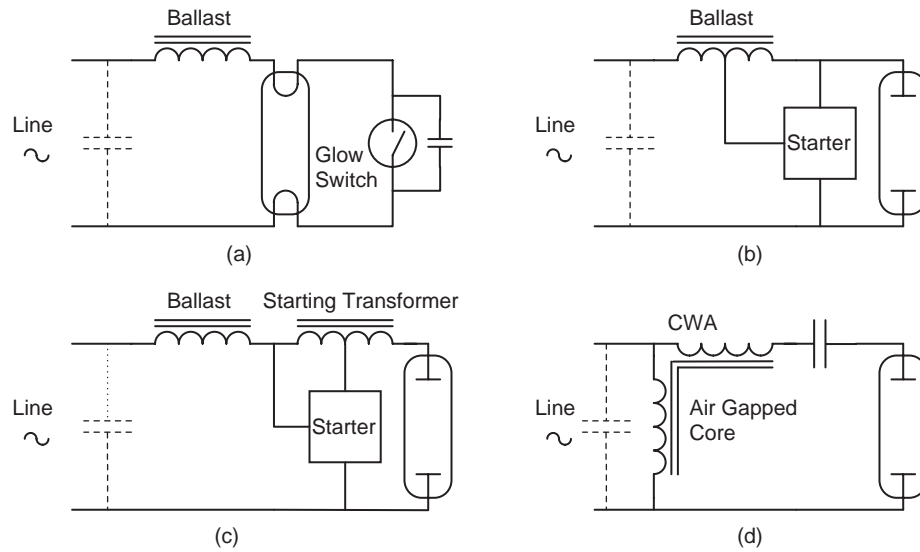 Ballast
Line
Glow
Switch
(a)
Ballast
Line
Starter
(b)
Ballast
Starting Transformer
Line
Starter
(c)
CWA
Line
Air Gapped
Core
(d)